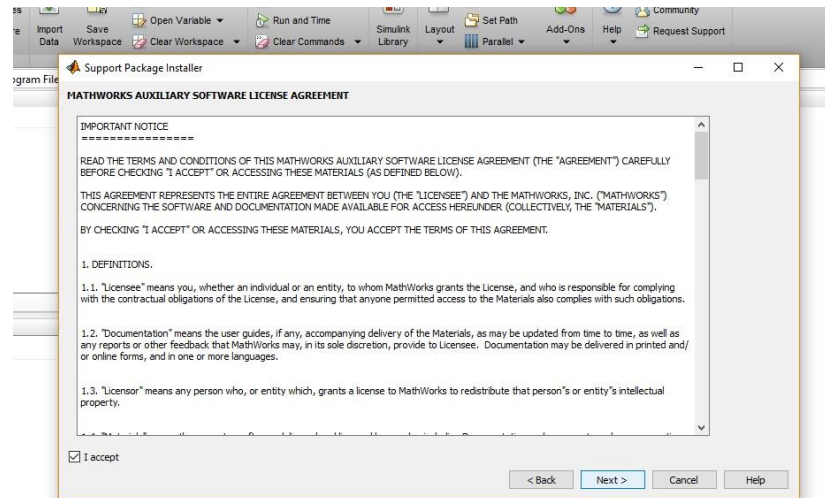 Open Variable
Run and Time
Set Path
Community
Import
Data
Save
Workspace
Clear Workspace
Clear Commands
Simulink
Library
Layout
Parallel
Add-Ons
Help
Request Support
ogram File
Support Package Installer
MATHWORKS AUXILIARY SOFTWARE LICENSE AGREEMENT
IMPORTANT NOTICE
================
READ THE TERMS AND CONDITIONS OF THIS MATHWORKS AUXILIARY SOFTWARE LICENSE AGREEMENT (THE "AGREEMENT") CAREFULLY
BEFORE CHECKING "I ACCEPT" OR ACCESSING THESE MATERIALS (AS DEFINED BELOW).
THIS AGREEMENT REPRESENTS THE ENTIRE AGREEMENT BETWEEN YOU (THE "LICENSEE") AND THE MATHWORKS, INC. ("MATHWORKS")
CONCERNING THE SOFTWARE AND DOCUMENTATION MADE AVAILABLE FOR ACCESS HEREUNDER (COLLECTIVELY, THE "MATERIALS").
BY CHECKING "I ACCEPT" OR ACCESSING THESE MATERIALS, YOU ACCEPT THE TERMS OF THIS AGREEMENT.
1. DEFINITIONS.
1.1. "Licensee" means you, whether an individual or an entity, to whom MathWorks grants the License, and who is responsible for complying
with the contractual obligations of the License, and ensuring that anyone permitted access to the Materials also complies with such obligations.
1.2. "Documentation" means the user guides, if any, accompanying delivery of the Materials, as may be updated from time to time, as well as
any reports or other feedback that MathWorks may, in its sole discretion, provide to Licensee.  Documentation may be delivered in printed and/
or online forms, and in one or more languages.
1.3. "Licensor" means any person who, or entity which, grants a license to MathWorks to redistribute that person"s or entity"s intellectual
property.
I accept
< Back
Next >
Cancel
Help